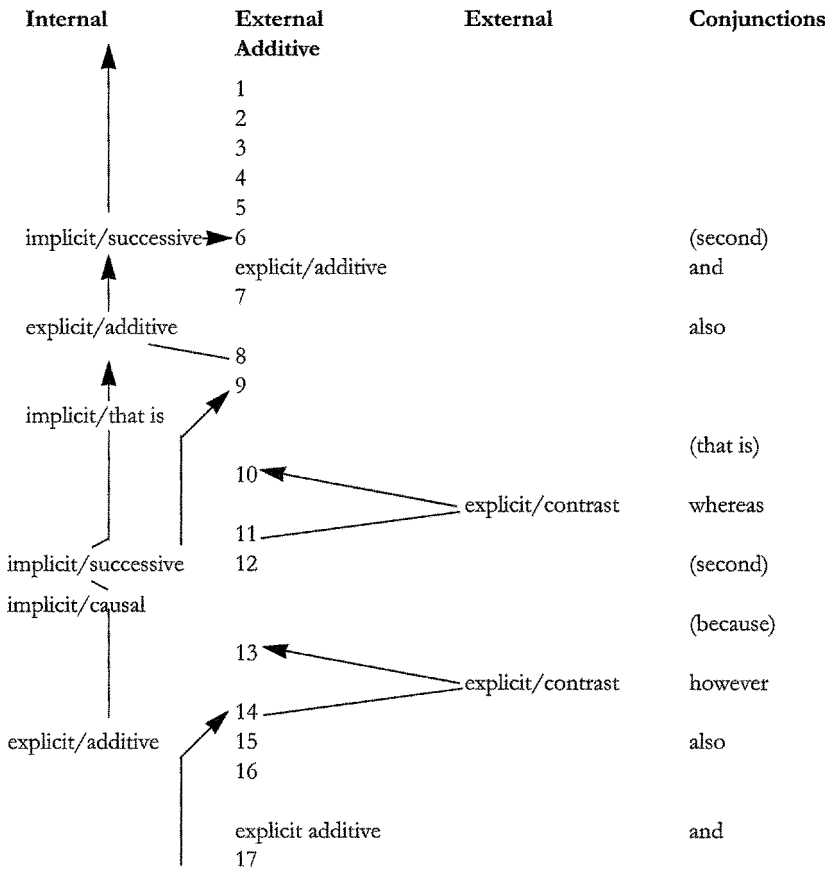 Internal External External Conjunctions
Additive
1
2
3
4
5
implicit/successive 6 (second)
explicit/additive and
7
explicit/additive also
8
9
implicit/that is
(that is)
10
explicit/contrast whereas
11
implicit/successive 12 (second)
implicit/causal
(because)
13
explicit/contrast however
14
explicit/additive 15 also
16
explicit additive and
17